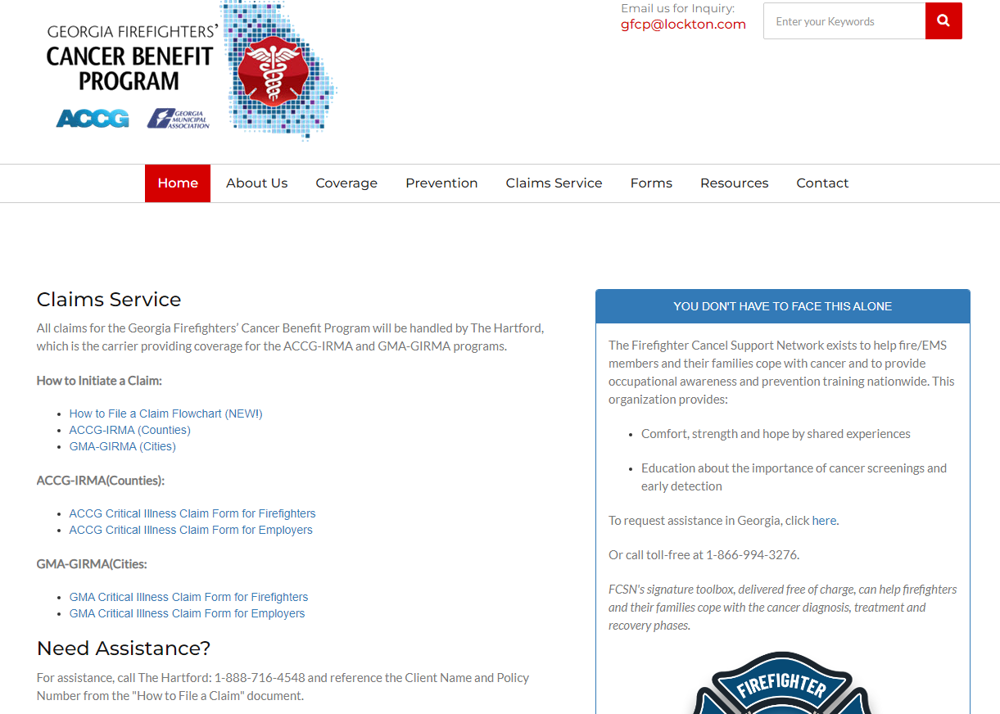 GEORGIA FIREFIGHTERS'
CANCER BENEFIT
PROGRAM
ACCG
GEORGIA
MUNICIPAL
ASSOCIATION
Email us for Inquiry:
gfcp@lockton.com
Enter your Keywords
Home About Us Coverage Prevention Claims Service Forms Resources Contact
Claims Service
All claims for the Georgia Firefighters’ Cancer Benefit Program will be handled by The Hartford,
which is the carrier providing coverage for the ACCG-IRMA and GMA-GIRMA programs.
How to Initiate a Claim:
• How to File a Claim Flowchart (NEW!)
• ACCG-IRMA (Counties)
• GMA-GIRMA (Cities)
ACCG-IRMA(Counties):
• ACCG Critical Illness Claim Form for Firefighters
• ACCG Critical Illness Claim Form for Employers
GMA-GIRMA(Cities:
• GMA Critical Illness Claim Form for Firefighters
• GMA Critical Illness Claim Form for Employers
Need Assistance?
For assistance, call The Hartford: 1-888-716-4548 and reference the Client Name and Policy
Number from the "How to File a Claim" document.
YOU DON'T HAVE TO FACE THIS ALONE
The Firefighter Cancel Support Network exists to help fire/EMS
members and their families cope with cancer and to provide
occupational awareness and prevention training nationwide. This
organization provides:
• Comfort, strength and hope by shared experiences
• Education about the importance of cancer screenings and
early detection
To request assistance in Georgia, click here.
Or call toll-free at 1-866-994-3276.
FCSN's signature toolbox, delivered free of charge, can help firefighters
and their families cope with the cancer diagnosis, treatment and
recovery phases.
FIREFIGHTER